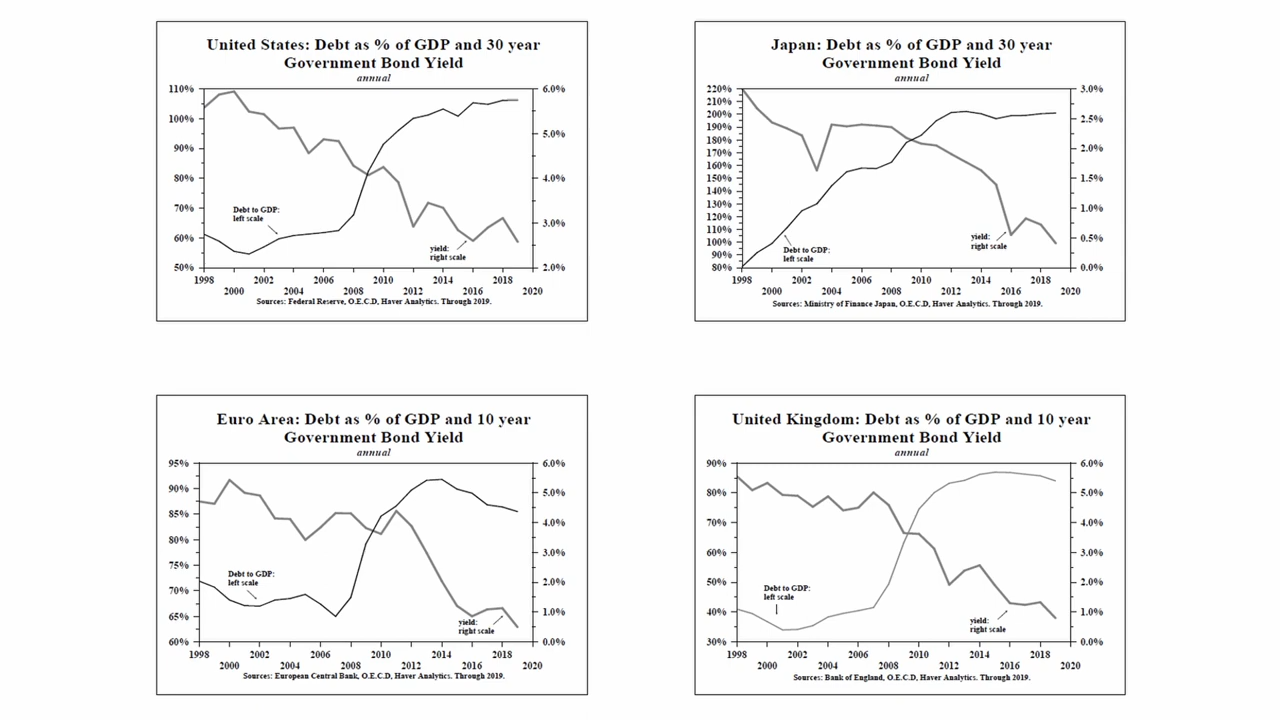 United States: Debt as % of GDP and 30 year
Government Bond Yield
annual
110%
100%
90%
80%
70%
60%
50%
6.0%
5.0%
4.0%
3.0%
2.0%
Debt to GDP:
left scale
yield:
right scale
1998 2002 2006 2010 2014 2018
2000 2004 2008 2012 2016 2020
Sources: Federal Reserve, O.E.C.D, Haver Analytics. Through 2019.
Japan: Debt as % of GDP and 30 year
Government Bond Yield
annual
220%
210%
200%
190%
180%
170%
160%
150%
140%
130%
120%
110%
100%
90%
80%
3.0%
2.5%
2.0%
1.5%
1.0%
0.5%
0.0%
yield:
right scale
Debt to GDP:
left scale
1998 2002 2006 2010 2014 2018
2000 2004 2008 2012 2016 2020
Sources: Ministry of Finance Japan, O.E.C.D, Haver Analytics. Through 2019.
Euro Area: Debt as % of GDP and 10 year
Government Bond Yield
annual
95%
90%
85%
80%
75%
70%
65%
60%
6.0%
5.0%
4.0%
3.0%
2.0%
1.0%
0.0%
Debt to GDP:
left scale
yield:
right scale
1998 2002 2006 2010 2014 2018
2000 2004 2008 2012 2016 2020
Sources: European Central Bank, O.E.C.D, Haver Analytics. Through 2019.
United Kingdom: Debt as % of GDP and 10 year
Government Bond Yield
annual
90%
80%
70%
60%
50%
40%
30%
6.0%
5.0%
4.0%
3.0%
2.0%
1.0%
0.0%
Debt to GDP:
left scale
yield:
right scale
1998 2002 2006 2010 2014 2018
2000 2004 2008 2012 2016 2020
Sources: Bank of England, O.E.C.D, Haver Analytics. Through 2019.